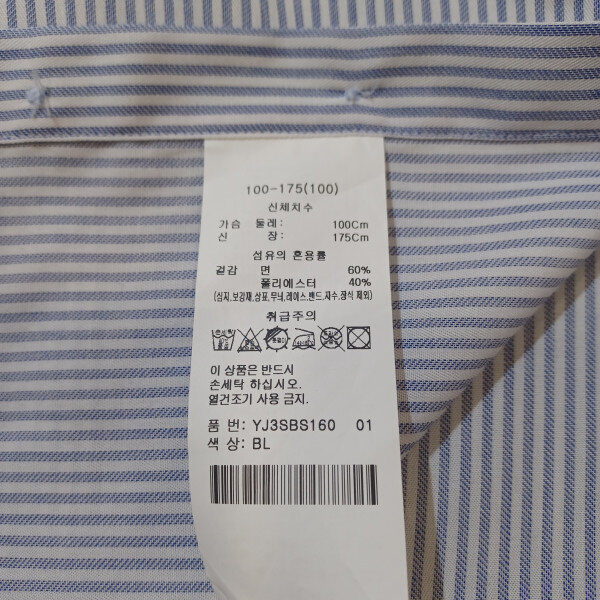 100-175(100)
신체치수
가슴 둘레: 100Cm
신 장: 175Cm
섬유의 혼용률
겉감 면 60%
폴리에스터 40%
(심지,보강재,상표,무늬,레이스,밴드,자수,장식 제외)
취급주의
이 상품은 반드시
손세탁 하십시오.
열건조기 사용 금지.
품 번: YJ3SBS160 01
색 상: BL